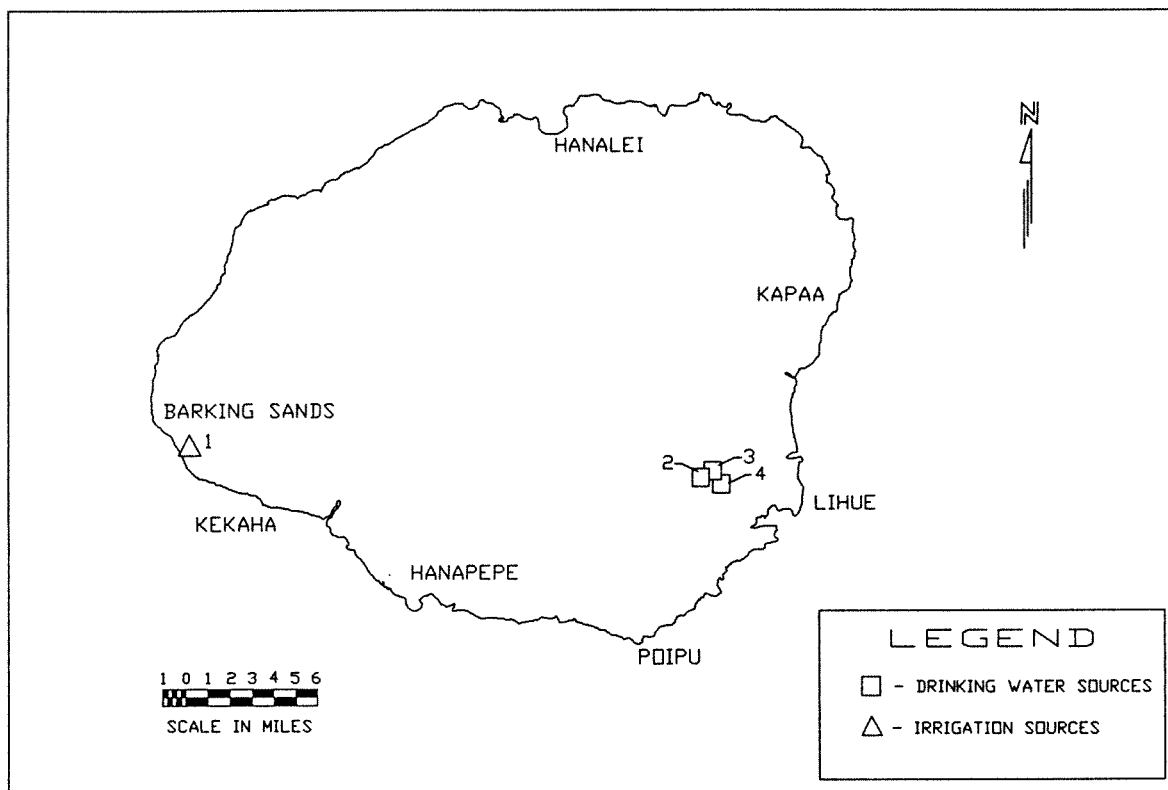 N
HANALEI
KAPAA
BARKING SANDS
1
2
3
4
LIHUE
KEKAHA
HANAPEPE
POIPU
1 0 1 2 3 4 5 6
SCALE IN MILES
LEGEND
- DRINKING WATER SOURCES
- IRRIGATION SOURCES